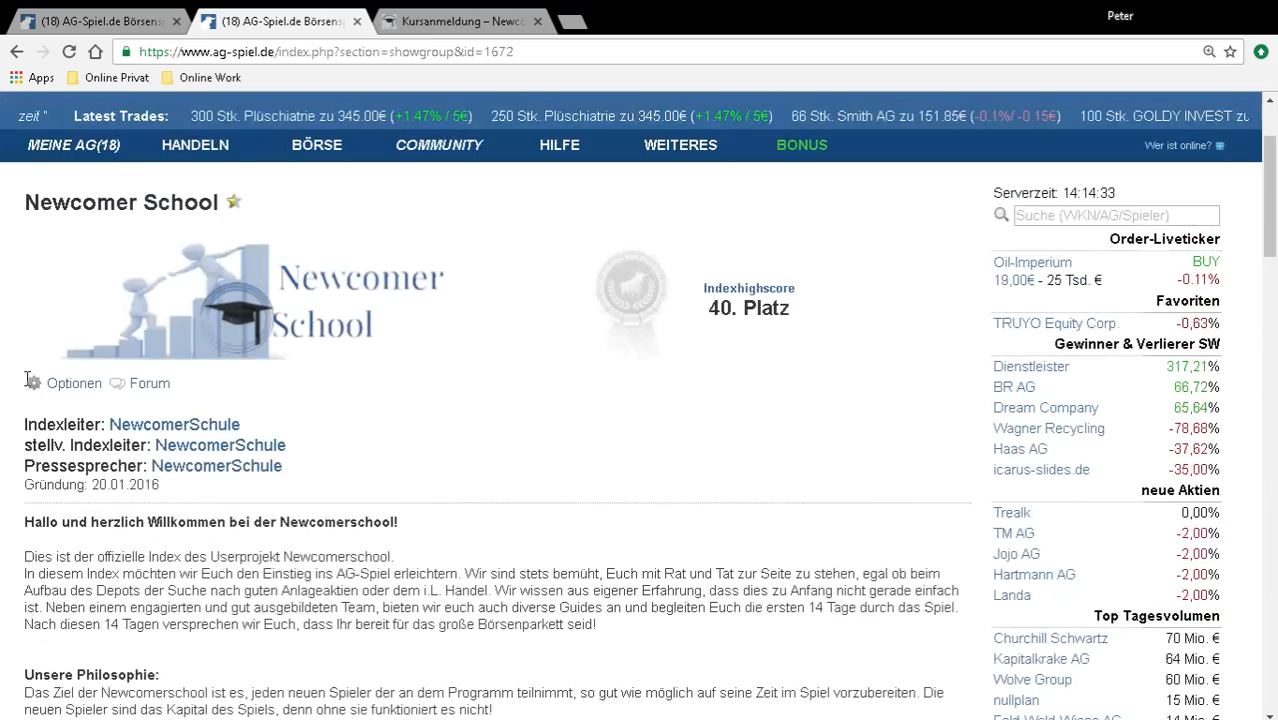 Peter
(18) AG-Spiel.de Börsens
(18) AG-Spiel.de Börsens
Kursanmeldung – Newco
https://www.ag-spiel.de/index.php?section=showgroup&id=1672
Apps
Online Privat
Online Work
zeit "
Latest Trades:
300 Stk. Plüschiatrie zu 345.00€ (+1.47% / 5€)
250 Stk. Plüschiatrie zu 345.00€ (+1.47% / 5€)
66 Stk. Smith AG zu 151.85€ (-0.1%/ -0.15€)
100 Stk. GOLDY INVEST zu
MEINE AG(18)
HANDELN
BÖRSE
COMMUNITY
HILFE
WEITERES
BONUS
Wer ist online?
Newcomer School
Newcomer
School
Indexhighscore
40. Platz
Optionen
Forum
Indexleiter: NewcomerSchule
stellv. Indexleiter: NewcomerSchule
Pressesprecher: NewcomerSchule
Gründung: 20.01.2016
Hallo und herzlich Willkommen bei der Newcomerschool!
Dies ist der offizielle Index des Userprojekt Newcomerschool.
In diesem Index möchten wir Euch den Einstieg ins AG-Spiel erleichtern. Wir sind stets bemüht, Euch mit Rat und Tat zur Seite zu stehen, egal ob beim
Aufbau des Depots der Suche nach guten Anlageaktien oder dem i.L. Handel. Wir wissen aus eigener Erfahrung, dass dies zu Anfang nicht gerade einfach
ist. Neben einem engagierten und gut ausgebildeten Team, bieten wir euch auch diverse Guides an und begleiten Euch die ersten 14 Tage durch das Spiel.
Nach diesen 14 Tagen versprechen wir Euch, dass Ihr bereit für das große Börsenparkett seid!
Unsere Philosophie:
Das Ziel der Newcomerschool ist es, jeden neuen Spieler der an dem Programm teilnimmt, so gut wie möglich auf seine Zeit im Spiel vorzubereiten. Die
neuen Spieler sind das Kapital des Spiels, denn ohne sie funktioniert es nicht!
Serverzeit: 14:14:33
Suche (WKN/AG/Spieler)
Order-Liveticker
Oil-Imperium BUY
19,00€ - 25 Tsd. € -0.11%
Favoriten
TRUYO Equity Corp. -0,63%
Gewinner & Verlierer SW
Dienstleister 317,21%
BR AG 66,72%
Dream Company 65,64%
Wagner Recycling -78,68%
Haas AG -37,62%
icarus-slides.de -35,00%
neue Aktien
Trealk 0,00%
TM AG -2,00%
Jojo AG -2,00%
Hartmann AG -2,00%
Landa -2,00%
Top Tagesvolumen
Churchill Schwartz 70 Mio. €
Kapitalkrake AG 64 Mio. €
Wolve Group 60 Mio. €
nullplan 15 Mio. €